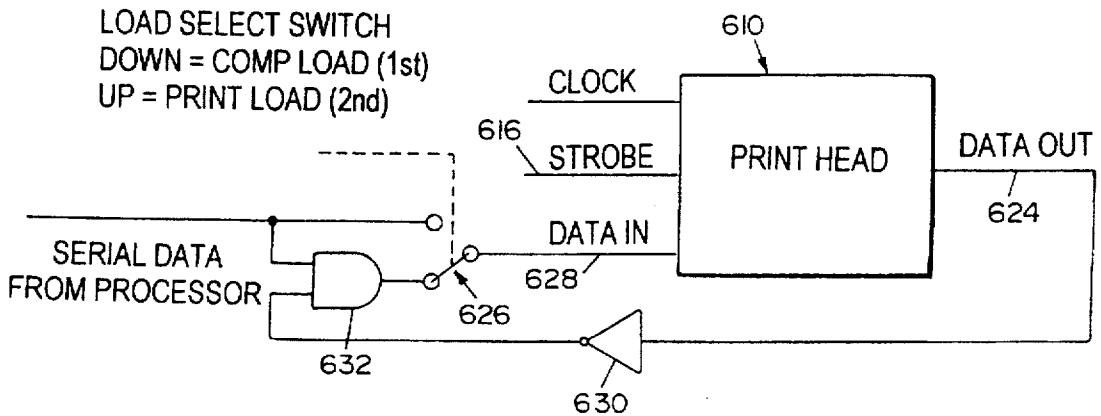 LOAD SELECT SWITCH
DOWN = COMP LOAD (1st)
UP = PRINT LOAD (2nd)
610
CLOCK
616
STROBE
PRINT HEAD
DATA OUT
624
SERIAL DATA
FROM PROCESSOR
DATA IN
628
626
632
630